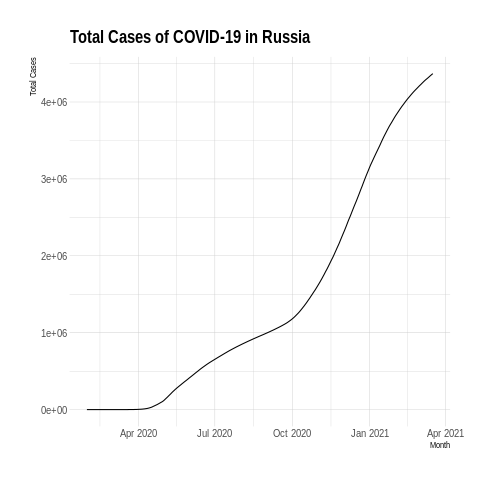 Total Cases of COVID-19 in Russia
Total Cases
4e+06
3e+06
2e+06
1e+06
0e+00
Apr 2020 Jul 2020 Oct 2020 Jan 2021 Apr 2021
Month